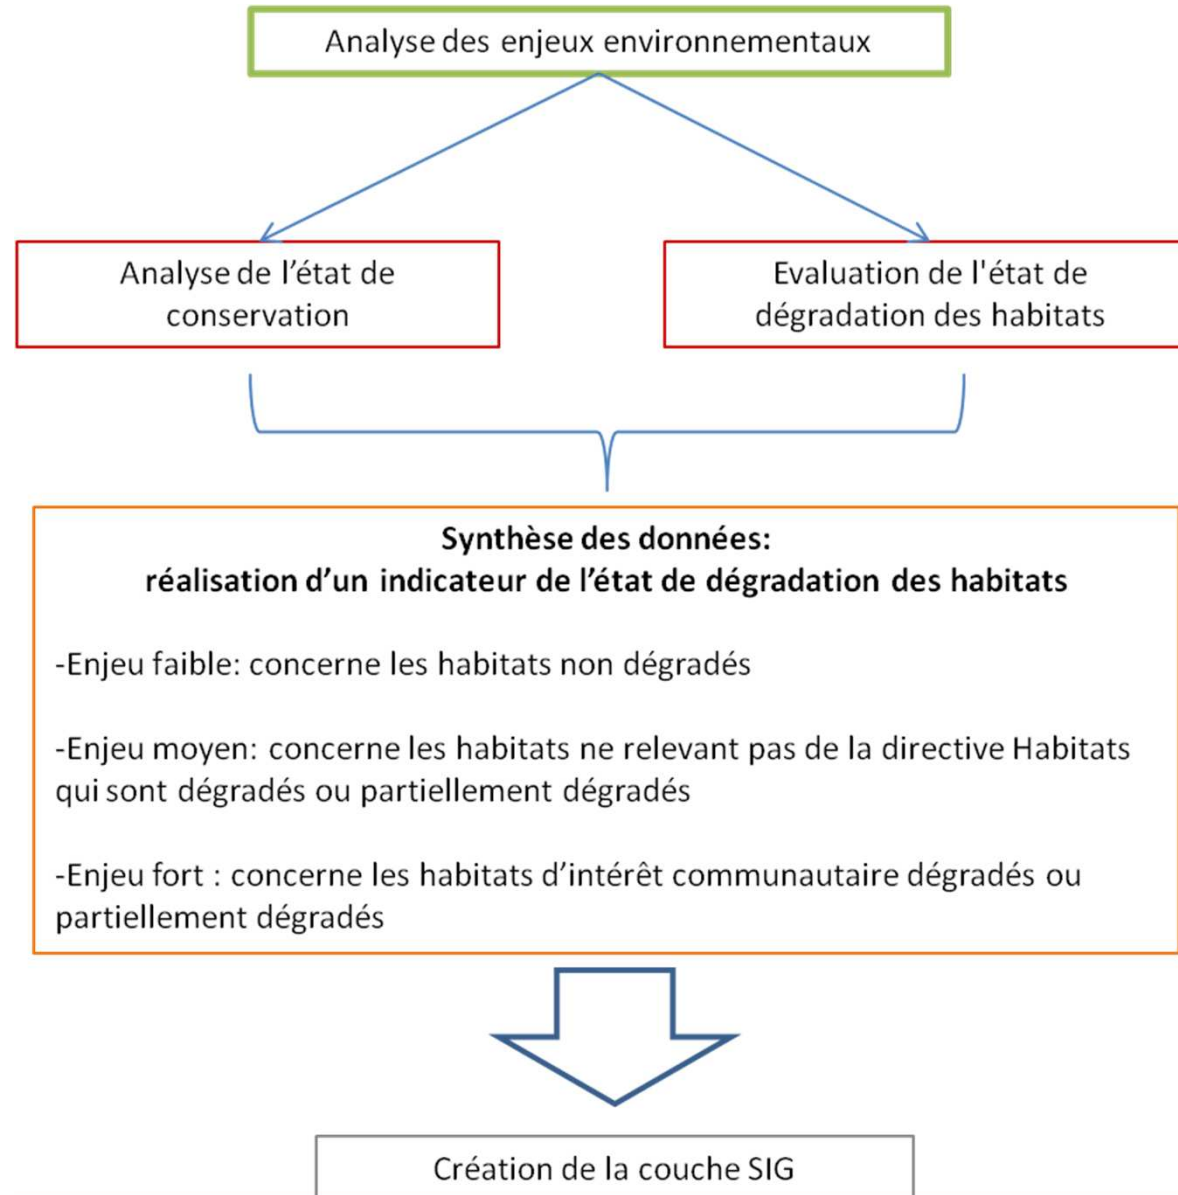 Analyse des enjeux environnementaux
Analyse de l’état de
conservation
Evaluation de l'état de
dégradation des habitats
Synthèse des données:
réalisation d’un indicateur de l’état de dégradation des habitats
-Enjeu faible: concerne les habitats non dégradés
-Enjeu moyen: concerne les habitats ne relevant pas de la directive Habitats
qui sont dégradés ou partiellement dégradés
-Enjeu fort : concerne les habitats d’intérêt communautaire dégradés ou
partiellement dégradés
Création de la couche SIG